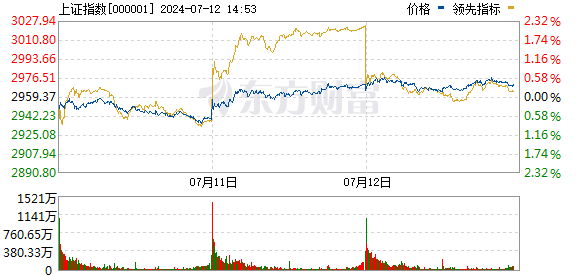 上证指数[000001] 2024-07-12 14:53 价格 领先指标
3027.94 2.32%
3010.80 1.74%
2993.66 1.16%
2976.51 0.58%
2959.37 0.00%
2942.23 0.58%
2925.08 1.16%
2907.94 1.74%
2890.80 2.32%
东方财富
07月11日 07月12日
1521万
1141万
760.65万
380.33万
0